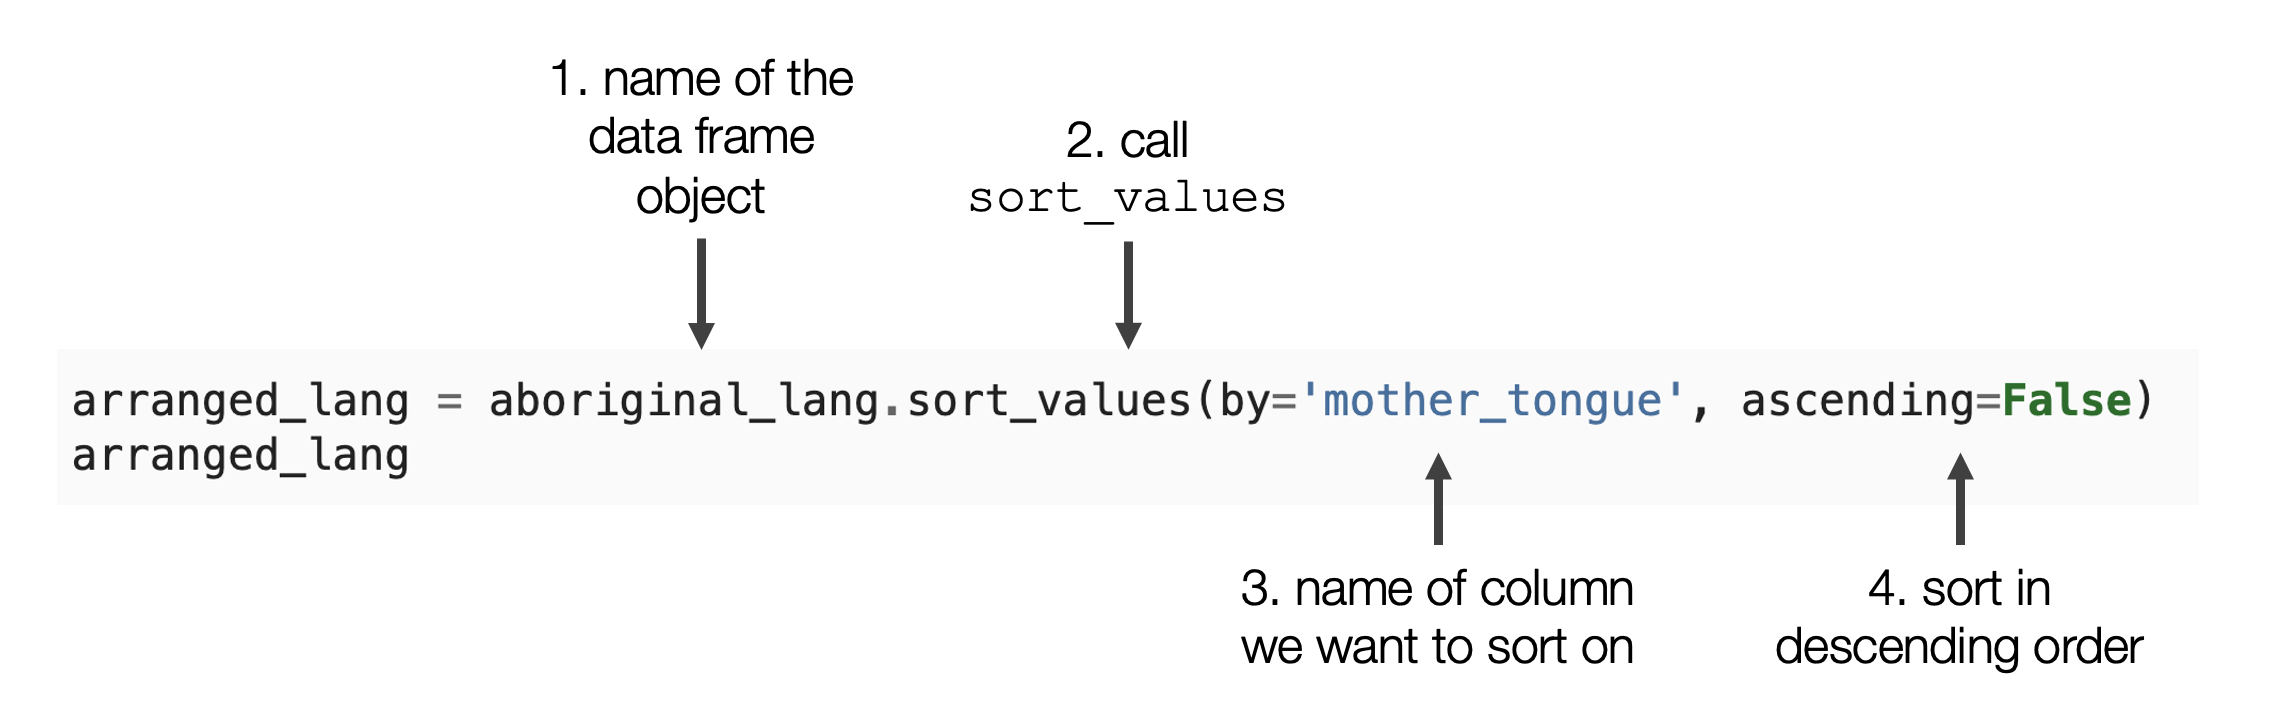 1. name of the
data frame
object
2. call
sort_values
arranged_lang = aboriginal_lang.sort_values(by='mother_tongue', ascending=False)
arranged_lang
3. name of column
we want to sort on
4. sort in
descending order